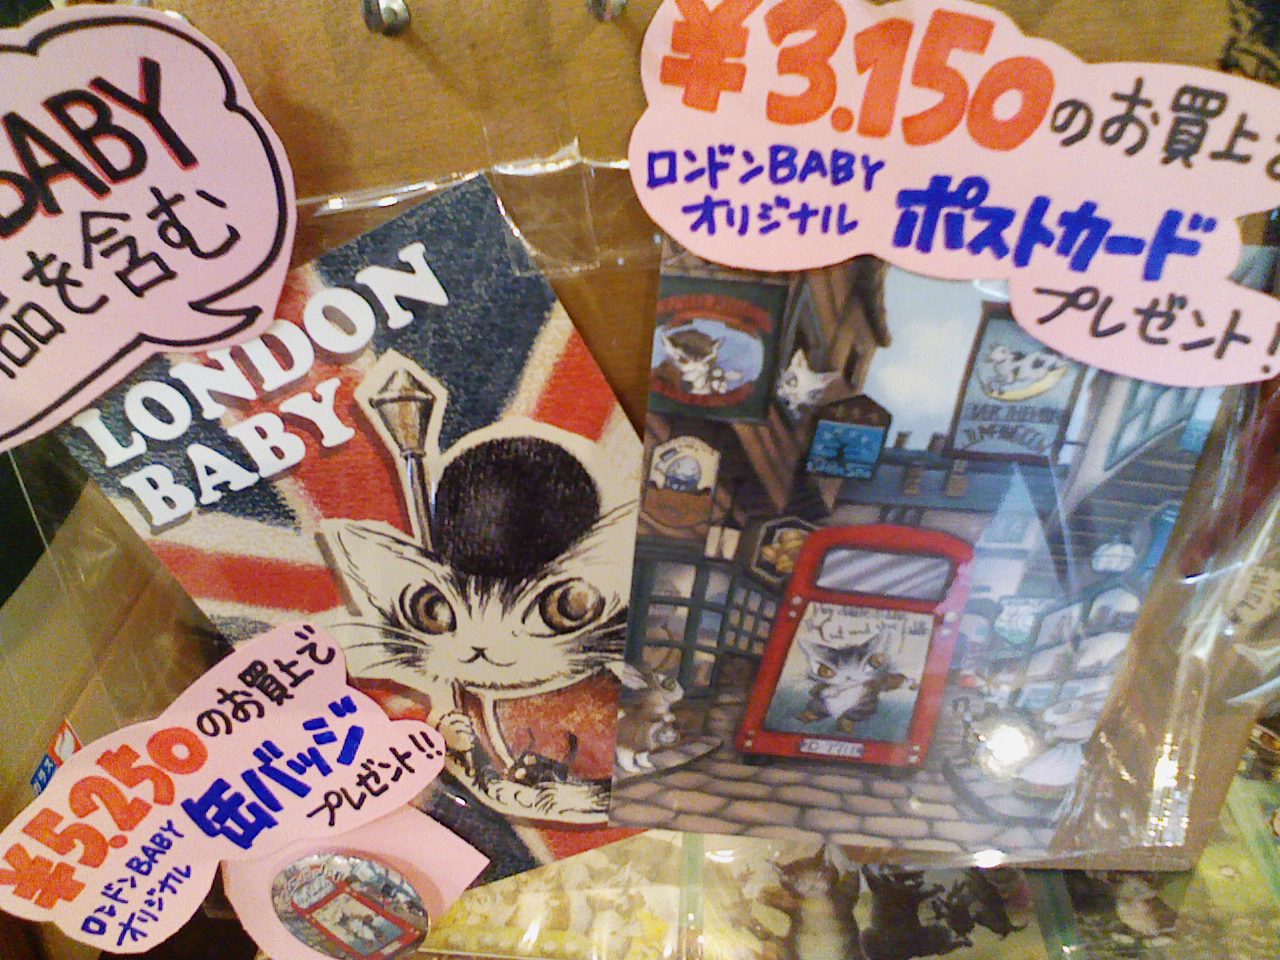 BABY
品を含む
¥3.150のお買上
ロンドンBABY
オリジナル
ポストカード
プレゼント!
LONDON
BABY
¥5.250のお買上で
ロンドンBABY
オリジナル
缶バッジ
プレゼント!!